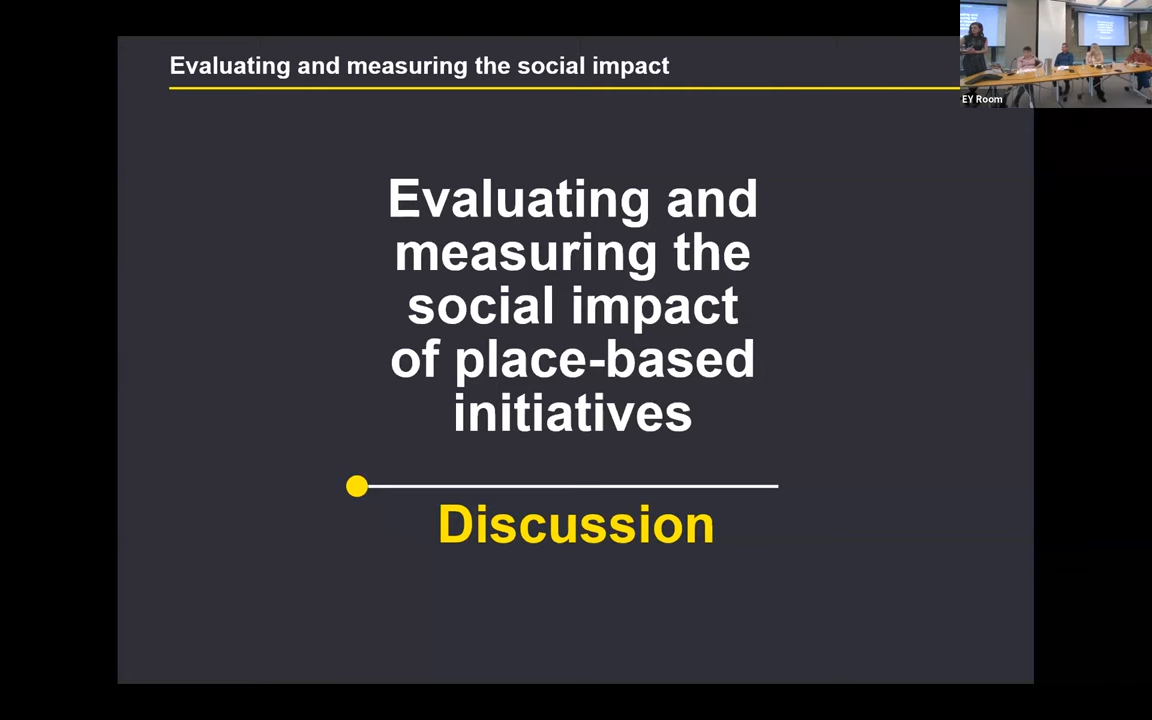 Evaluating and measuring the social impact
EY Room
Evaluating and
measuring the
social impact
of place-based
initiatives
Discussion